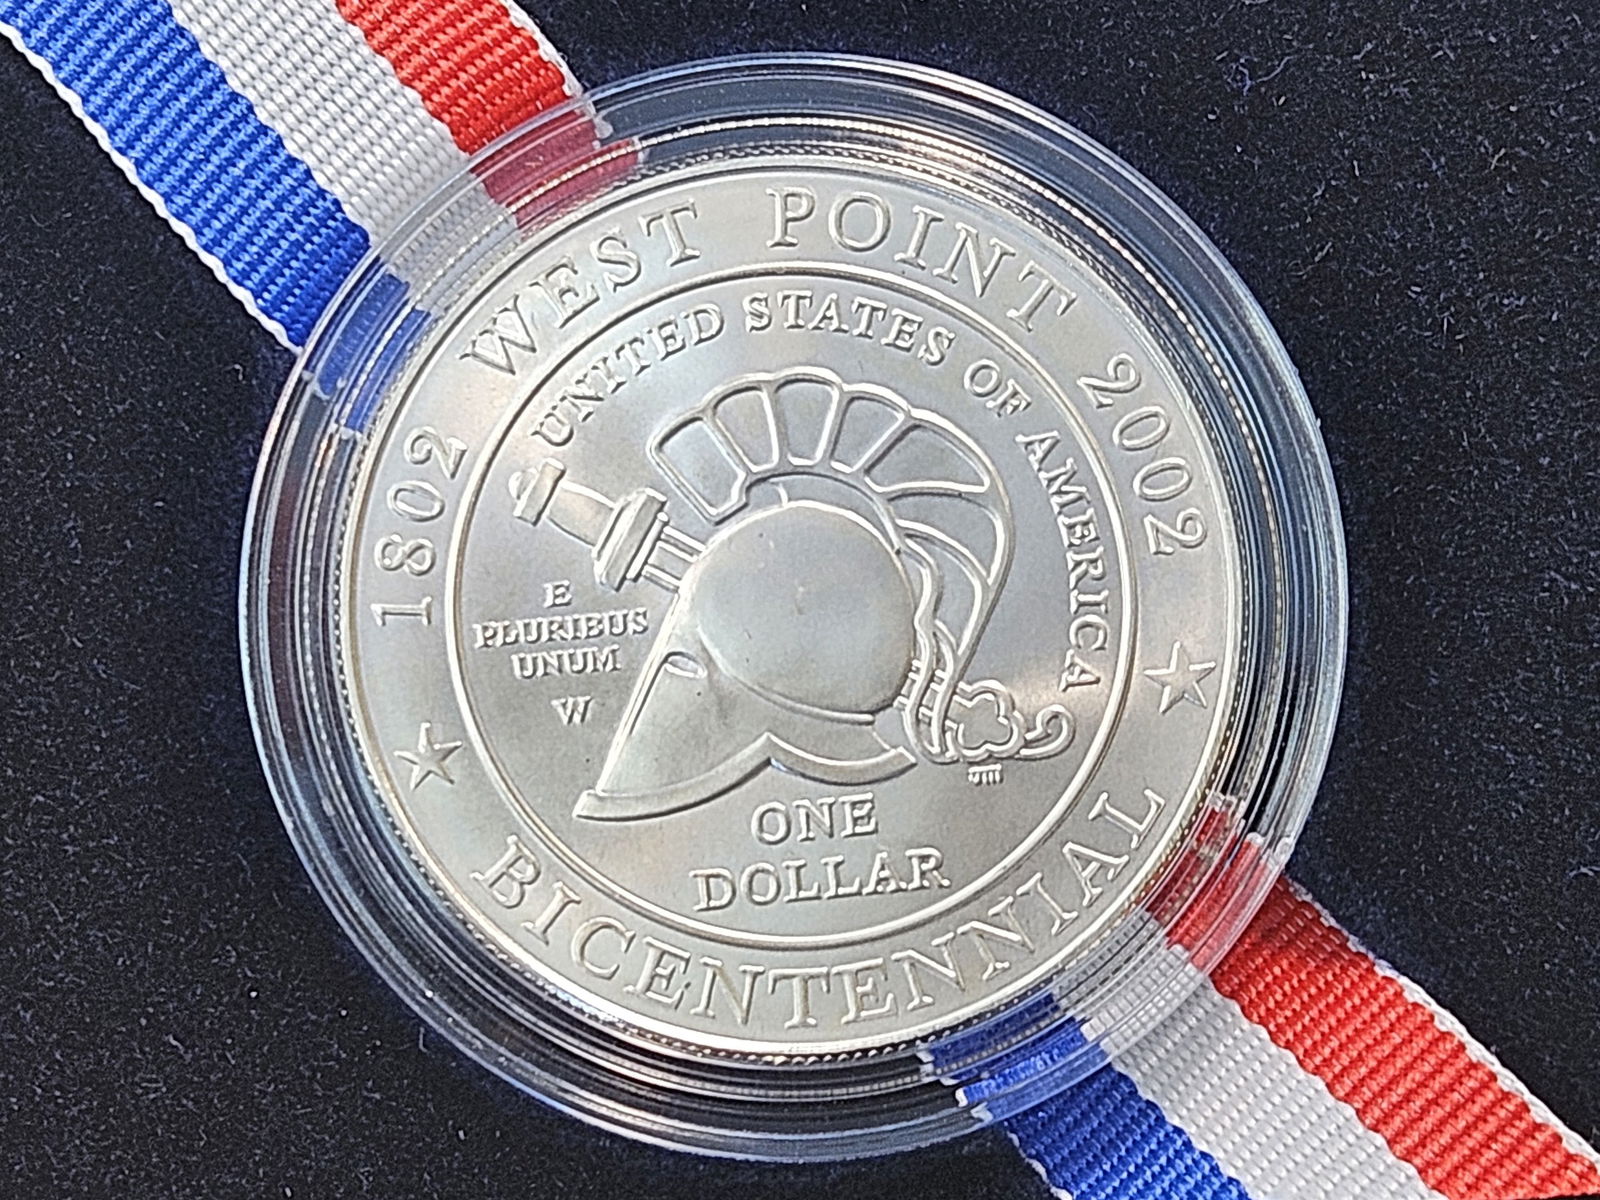 1802 WEST POINT 2002
UNITED STATES OF AMERICA
E
PLURIBUS
UNUM
W
ONE
DOLLAR
BICENTENNIAL